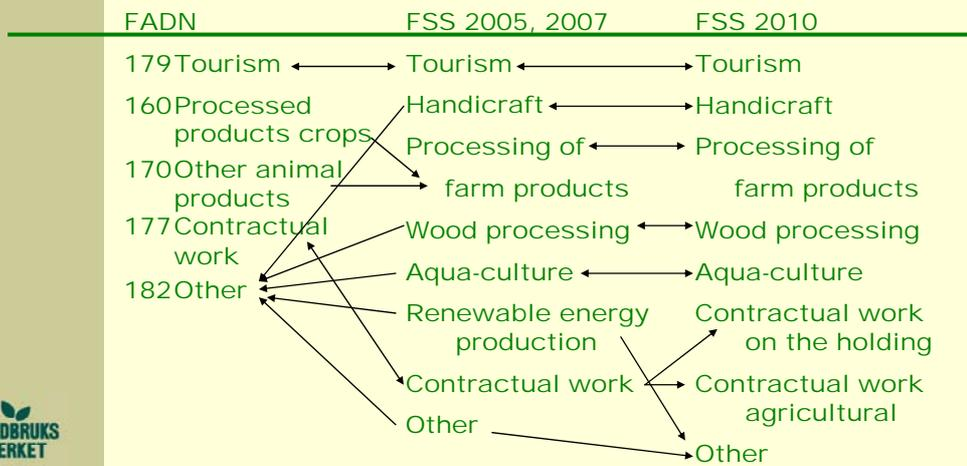 FADN
179 Tourism
160 Processed
products crops
170 Other animal
products
177 Contractual
work
182 Other
FSS 2005, 2007
Tourism
Handicraft
Processing of
farm products
Wood processing
Aqua-culture
Renewable energy
production
Contractual work
Other
FSS 2010
Tourism
Handicraft
Processing of
farm products
Wood processing
Aqua-culture
Contractual work
on the holding
Contractual work
agricultural
Other
DBRUKS
ERKET